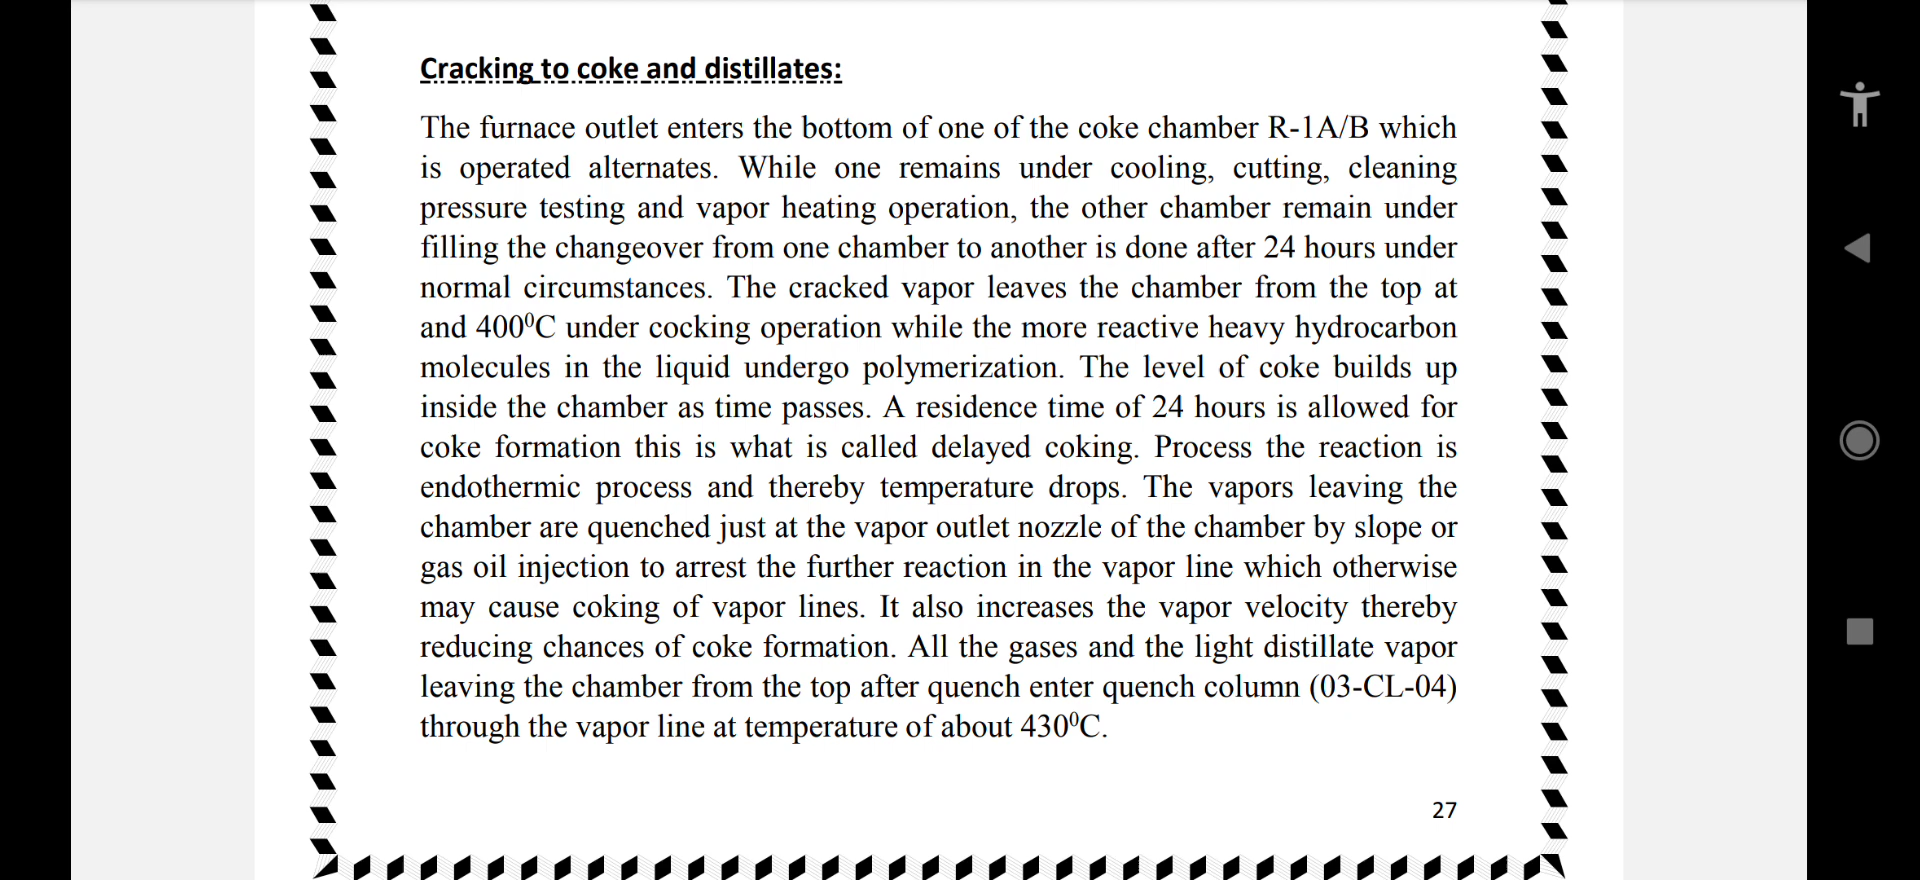 Cracking to coke and distillates:
The furnace outlet enters the bottom of one of the coke chamber R-1A/B which
is operated alternates. While one remains under cooling, cutting, cleaning
pressure testing and vapor heating operation, the other chamber remain under
filling the changeover from one chamber to another is done after 24 hours under
normal circumstances. The cracked vapor leaves the chamber from the top at
and 400⁰C under cocking operation while the more reactive heavy hydrocarbon
molecules in the liquid undergo polymerization. The level of coke builds up
inside the chamber as time passes. A residence time of 24 hours is allowed for
coke formation this is what is called delayed coking. Process the reaction is
endothermic process and thereby temperature drops. The vapors leaving the
chamber are quenched just at the vapor outlet nozzle of the chamber by slope or
gas oil injection to arrest the further reaction in the vapor line which otherwise
may cause coking of vapor lines. It also increases the vapor velocity thereby
reducing chances of coke formation. All the gases and the light distillate vapor
leaving the chamber from the top after quench enter quench column (03-CL-04)
through the vapor line at temperature of about 430⁰C.
27